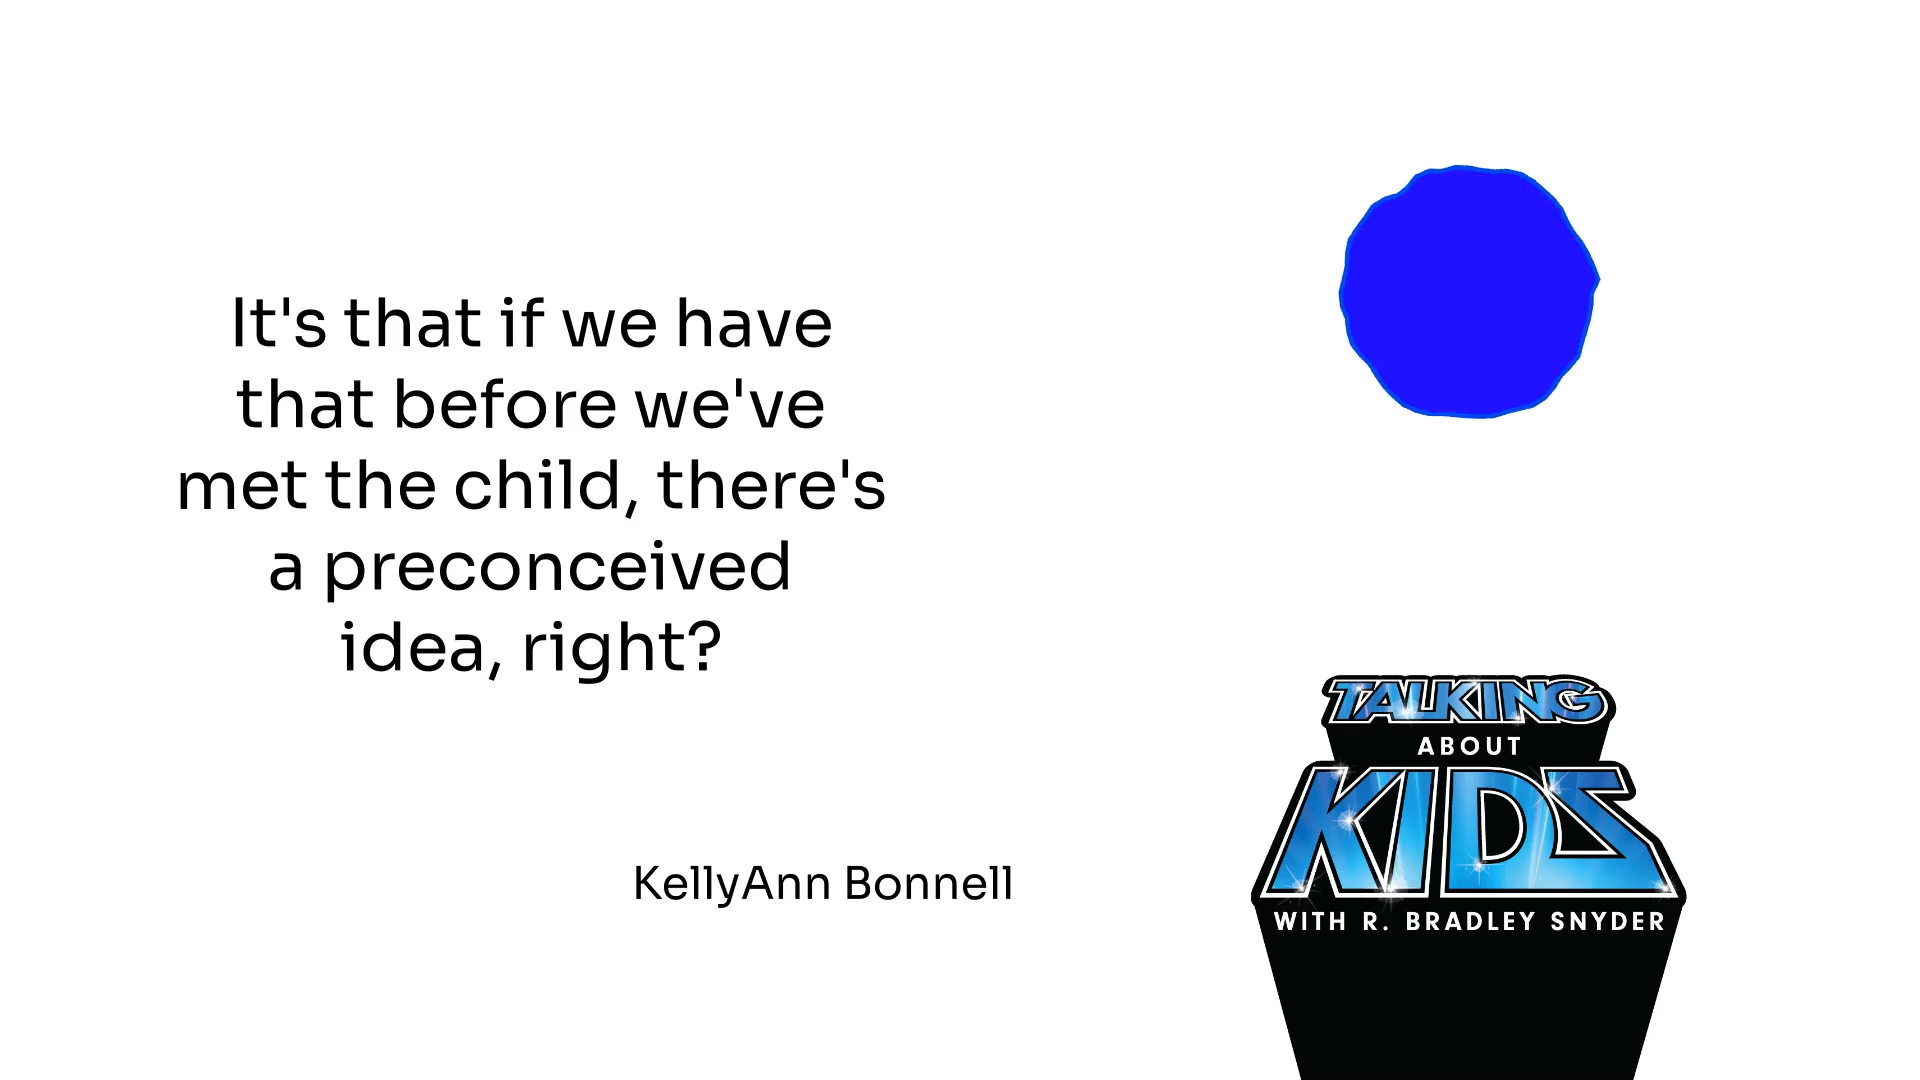 It's that if we have
that before we've
met the child, there's
a preconceived
idea, right?
KellyAnn Bonnell
TALKING
ABOUT
KIDS
WITH R. BRADLEY SNYDER